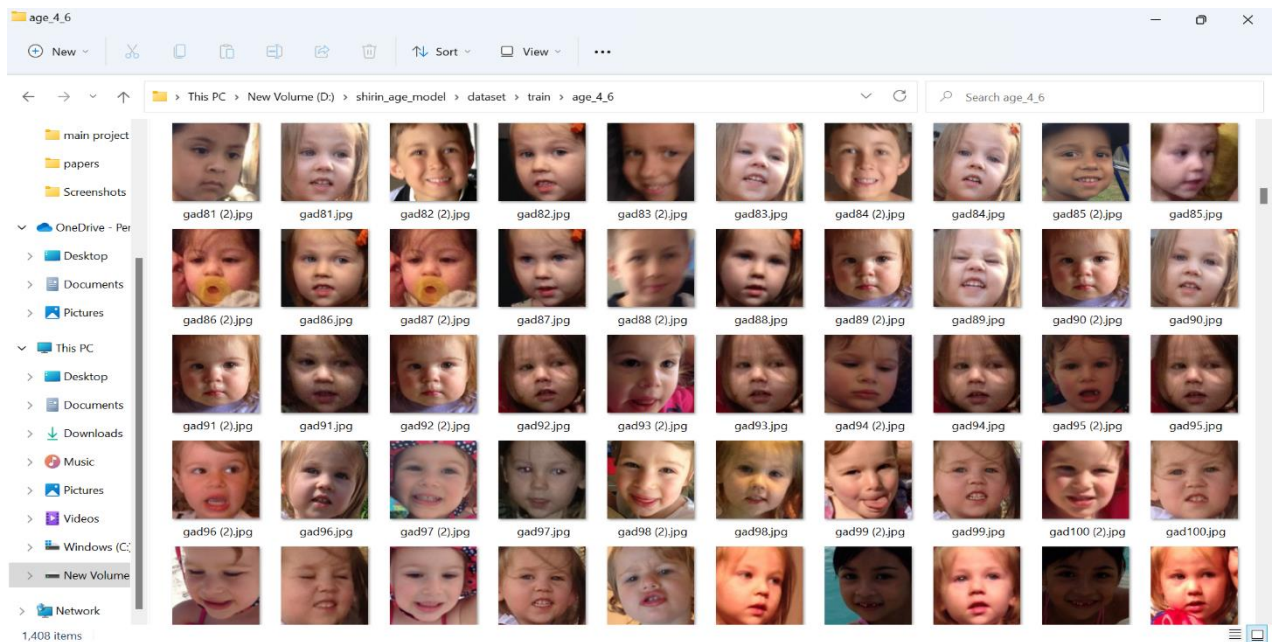 age_4_6
New
Sort
View
This PC > New Volume (D:) > shirin_age_model > dataset > train > age_4_6
Search age_4_6
main project
papers
Screenshots
OneDrive - Per
Desktop
Documents
Pictures
This PC
Desktop
Documents
Downloads
Music
Pictures
Videos
Windows (C:
New Volume
Network
gad81 (2).jpg gad81.jpg gad82 (2).jpg gad82.jpg gad83 (2).jpg gad83.jpg gad84 (2).jpg gad84.jpg gad85 (2).jpg gad85.jpg
gad86 (2).jpg gad86.jpg gad87 (2).jpg gad87.jpg gad88 (2).jpg gad88.jpg gad89 (2).jpg gad89.jpg gad90 (2).jpg gad90.jpg
gad91 (2).jpg gad91.jpg gad92 (2).jpg gad92.jpg gad93 (2).jpg gad93.jpg gad94 (2).jpg gad94.jpg gad95 (2).jpg gad95.jpg
gad96 (2).jpg gad96.jpg gad97 (2).jpg gad97.jpg gad98 (2).jpg gad98.jpg gad99 (2).jpg gad99.jpg gad100 (2).jpg gad100.jpg
1,408 items